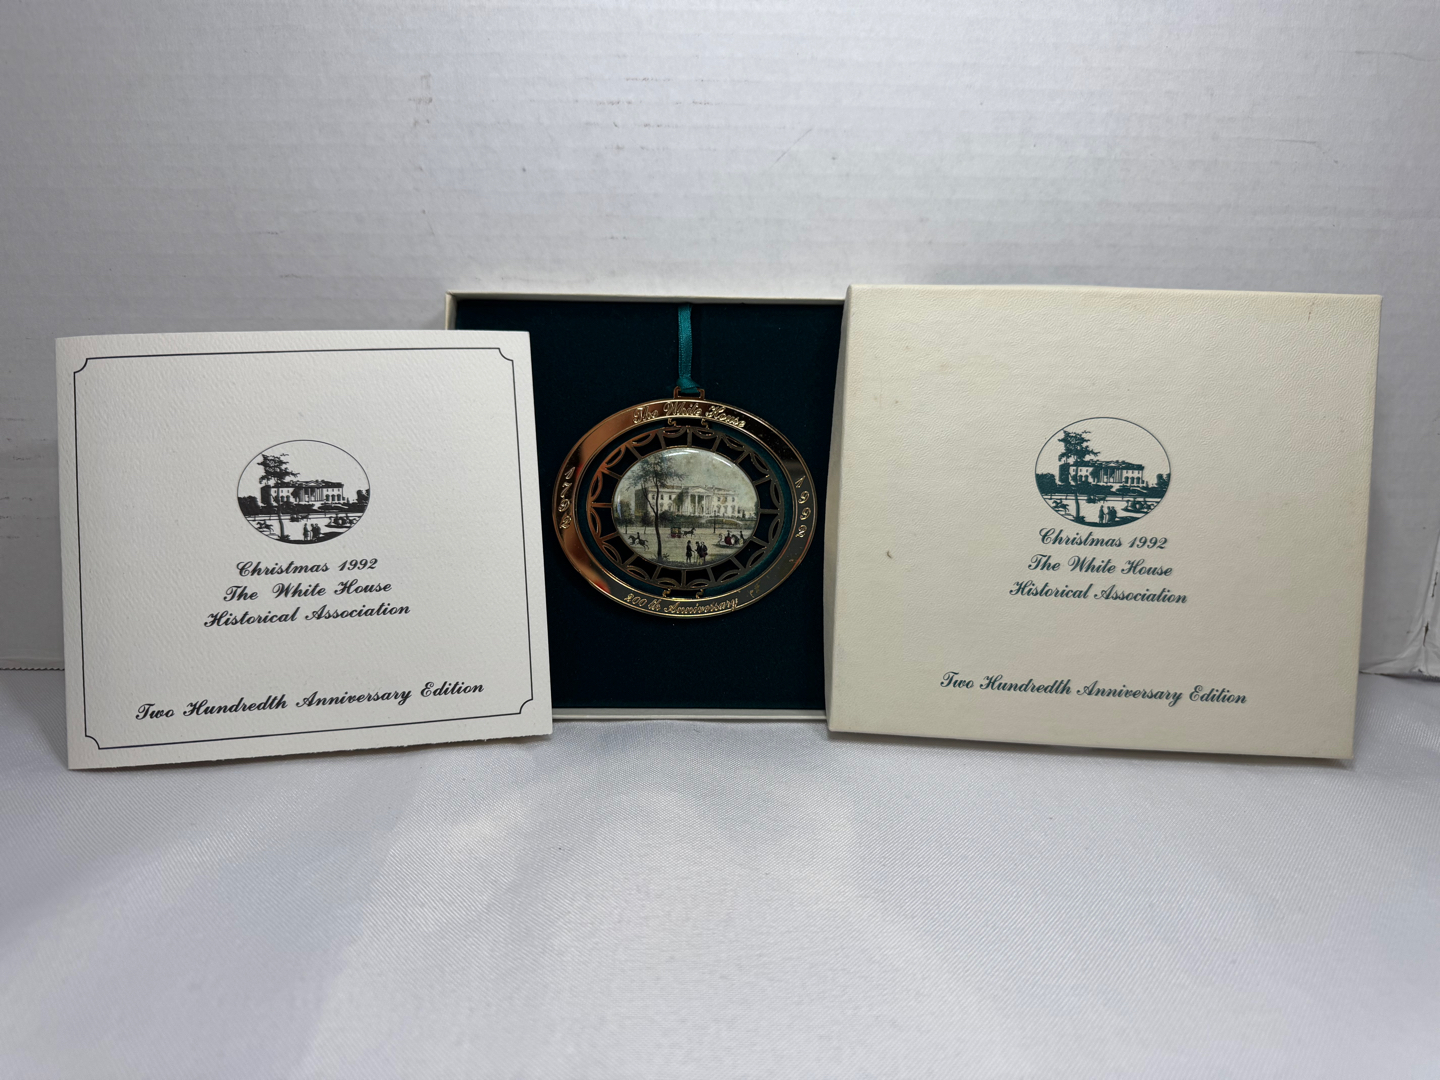 Christmas 1992
The White House
Historical Association
Two Hundredth Anniversary Edition
The White House
1792
1992
200th Anniversary
Christmas 1992
The White House
Historical Association
Two Hundredth Anniversary Edition